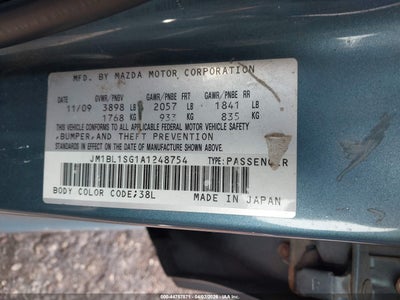 MFD. BY MAZDA MOTOR CORPORATION
GVWR/PNBV GAWR/PNBE FR GAWR/PNBE RR
11/09 3898 LB 2057 LB 1841 LB
1768 KG 933 KG 835 KG
THIS VEHICLE CONFORMS TO ALL APPLICABLE FEDERAL MOTOR VEHICLE SAFETY
, BUMPER, AND THEFT PREVENTION
STANDARDS IN EFFECT ON THE DATE OF MANUFACTURE SHOWN ABOVE.
JM1BL1SG1A1248754 TYPE:PASSENGER
BODY COLOR CODE:38L MADE IN JAPAN